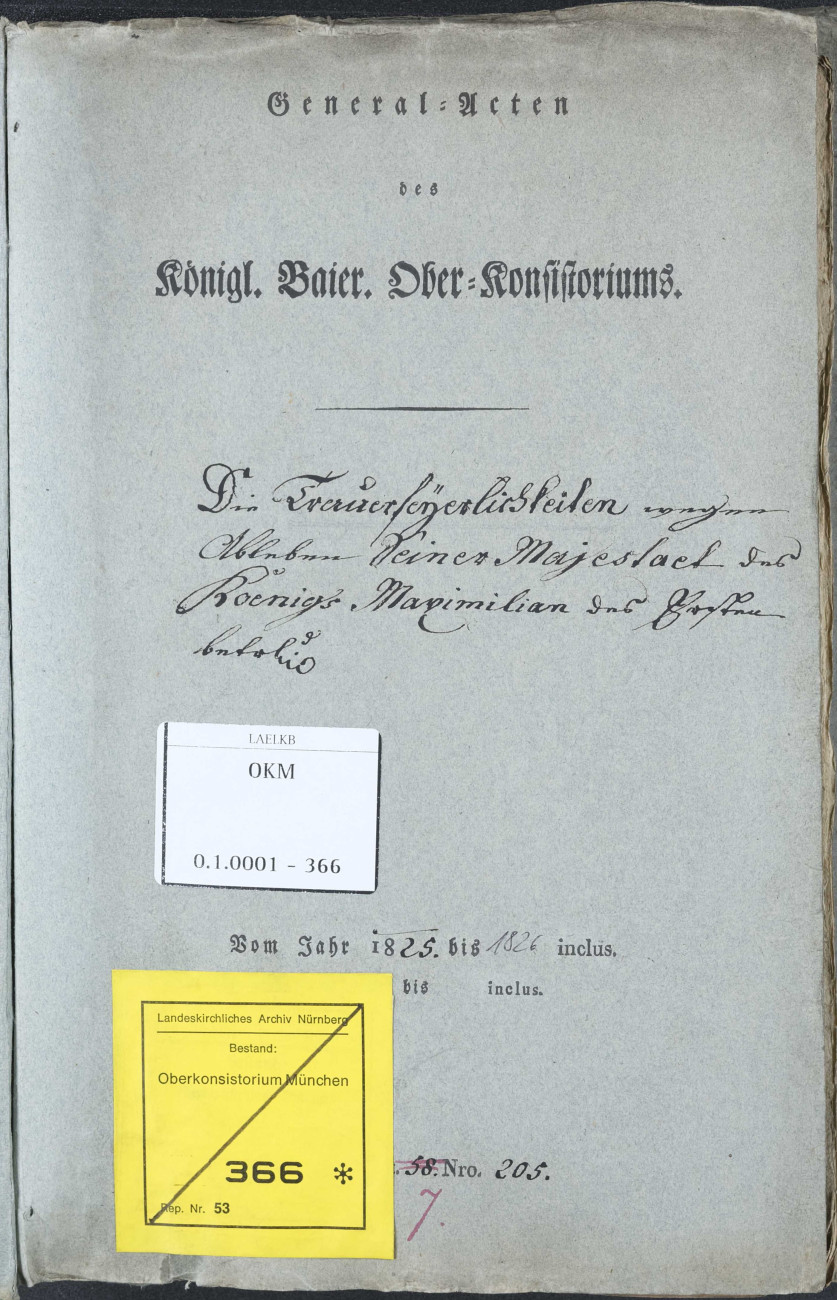 General-Acten
des
Königl. Baier. Ober-Konsistoriums.
Die Trauerfeyerlichkeiten wegen
Ableben Seiner Majestaet des
Koenigs Maximilian des Ersten
LAELKB
OKM
0.1.0001 - 366
Vom Jahr 1825. bis 1826 inclus.
bis inclus.
Landeskirchliches Archiv Nürnberg
Bestand:
Oberkonsistorium München
366 *
Rep. Nr. 53
58. Nro. 205.
7.